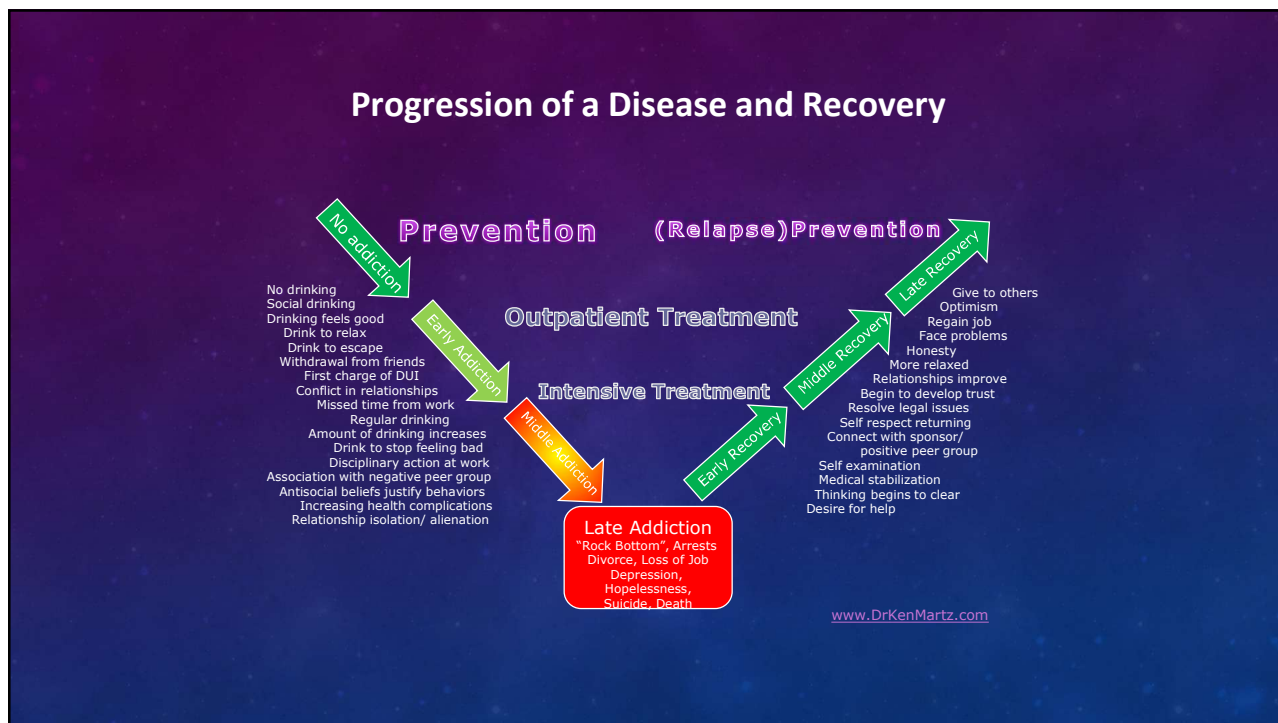 Progression of a Disease and Recovery
No addiction
Prevention
(Relapse)Prevention
Late Recovery
No drinking
Social drinking
Drinking feels good
Drink to relax
Drink to escape
Withdrawal from friends
First charge of DUI
Conflict in relationships
Missed time from work
Regular drinking
Amount of drinking increases
Drink to stop feeling bad
Disciplinary action at work
Association with negative peer group
Antisocial beliefs justify behaviors
Increasing health complications
Relationship isolation/ alienation
Early Addiction
Outpatient Treatment
Middle Recovery
Intensive Treatment
Middle Addiction
Early Recovery
Give to others
Optimism
Regain job
Face problems
Honesty
More relaxed
Relationships improve
Begin to develop trust
Resolve legal issues
Self respect returning
Connect with sponsor/
positive peer group
Self examination
Medical stabilization
Thinking begins to clear
Desire for help
Late Addiction
“Rock Bottom”, Arrests
Divorce, Loss of Job
Depression,
Hopelessness,
Suicide, Death
www.DrKenMartz.com